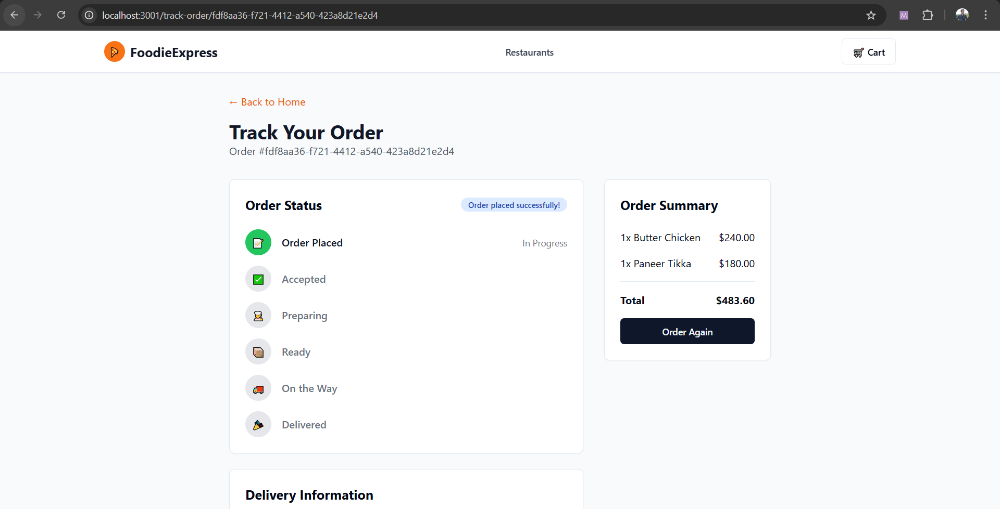 localhost:3001/track-order/fdf8aa36-f721-4412-a540-423a8d21e2d4
M
FoodieExpress
Restaurants
Cart
← Back to Home
Track Your Order
Order #fdf8aa36-f721-4412-a540-423a8d21e2d4
Order Status
Order placed successfully!
Order Placed
In Progress
Accepted
Preparing
Ready
On the Way
Delivered
Order Summary
1x Butter Chicken $240.00
1x Paneer Tikka $180.00
Total $483.60
Order Again
Delivery Information